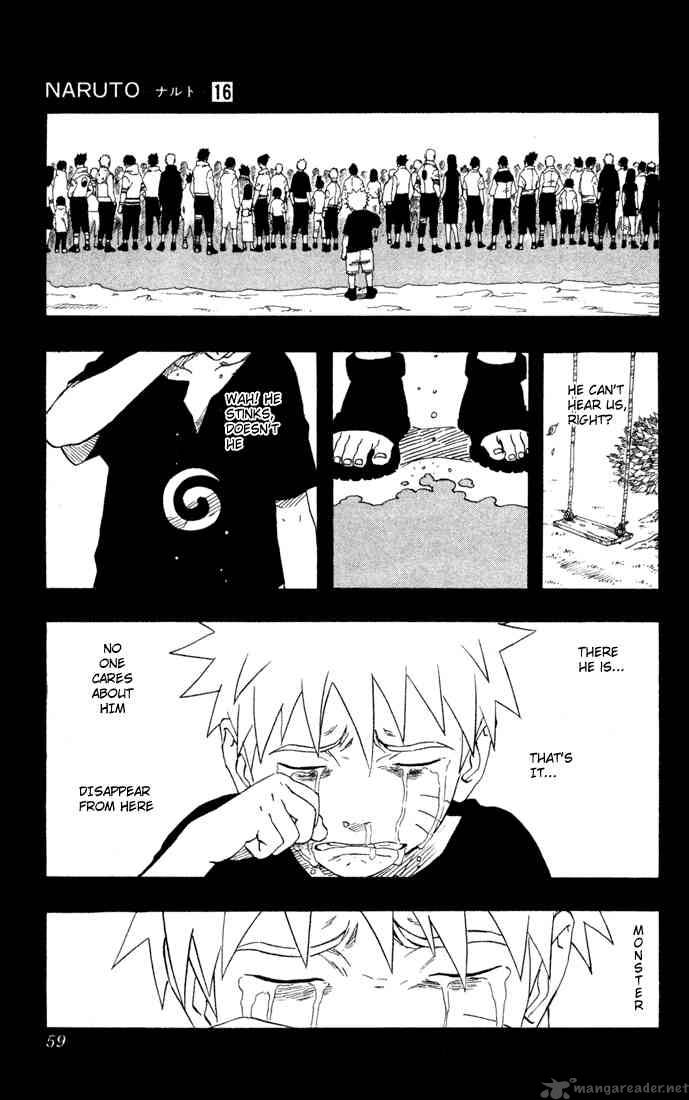 NARUTO ナルト 16
HE CAN'T
HEAR US,
RIGHT?
WAH! HE
STINKS,
DOESN'T
HE
THERE
HE IS...
NO
ONE
CARES
ABOUT
HIM
THAT'S
IT...
DISAPPEAR
FROM HERE
MONSTER
59
mangareader.net